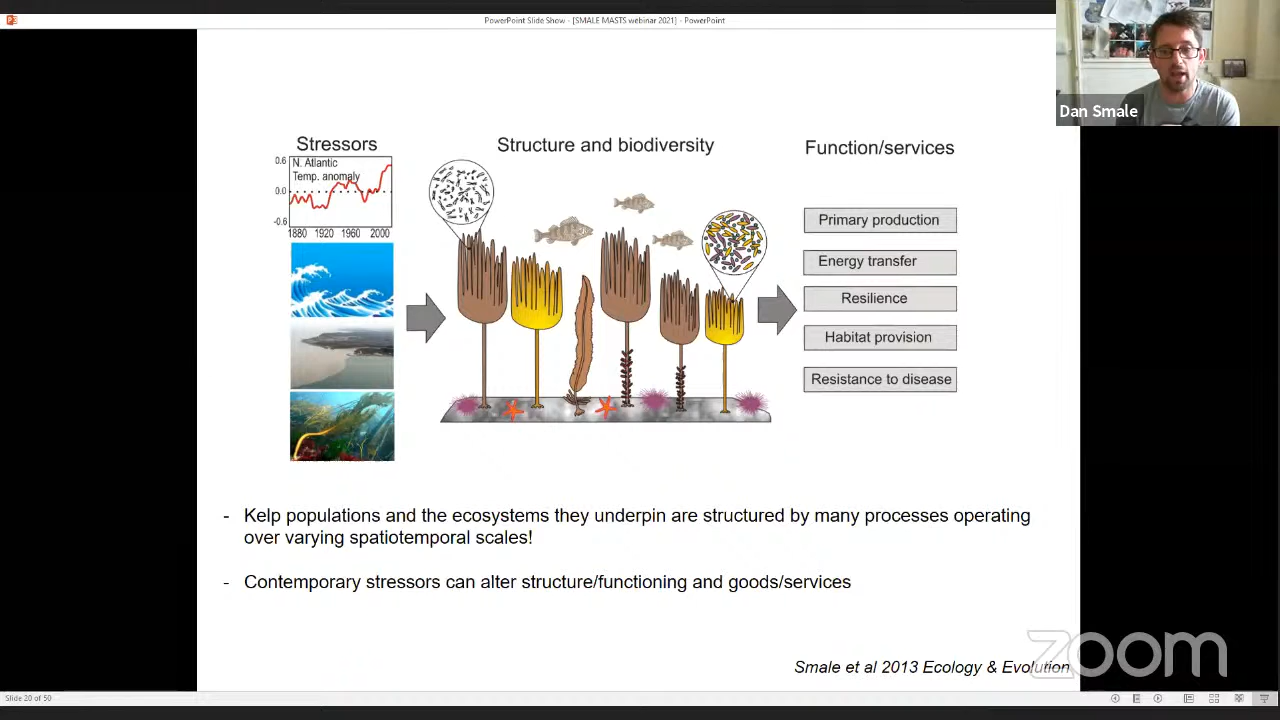 PowerPoint Slide Show - [SMALE MASTS webinar 2021] - PowerPoint
Dan Smale
Stressors
Structure and biodiversity
Function/services
0.6
N. Atlantic
Temp. anomaly
0.0
-0.6
1880 1920 1960 2000
Primary production
Energy transfer
Resilience
Habitat provision
Resistance to disease
- Kelp populations and the ecosystems they underpin are structured by many processes operating
over varying spatiotemporal scales!
- Contemporary stressors can alter structure/functioning and goods/services
zoom
Smale et al 2013 Ecology & Evolution
Slide 20 of 50